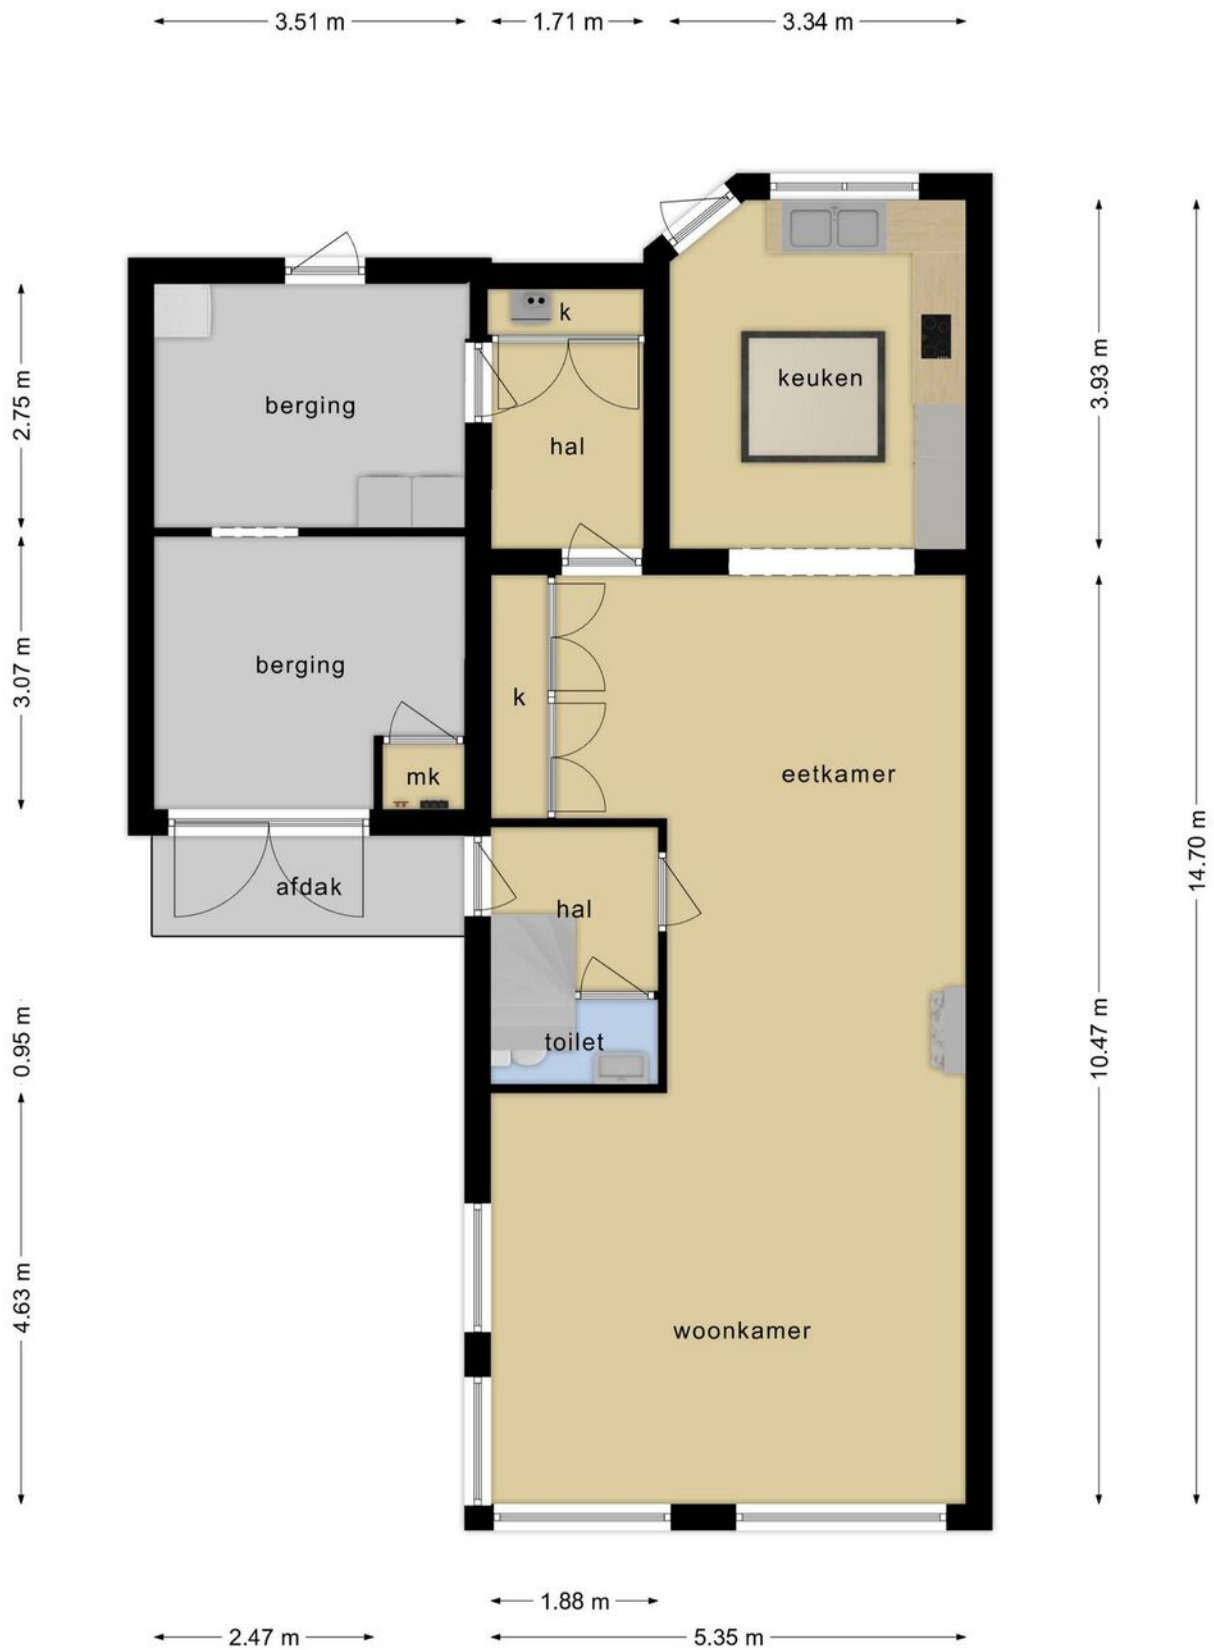 3.51 m
1.71 m
3.34 m
k
keuken
berging
hal
2.75 m
3.93 m
berging
k
mk
eetkamer
3.07 m
14.70 m
afdak
hal
toilet
0.95 m
10.47 m
4.63 m
woonkamer
1.88 m
2.47 m
5.35 m